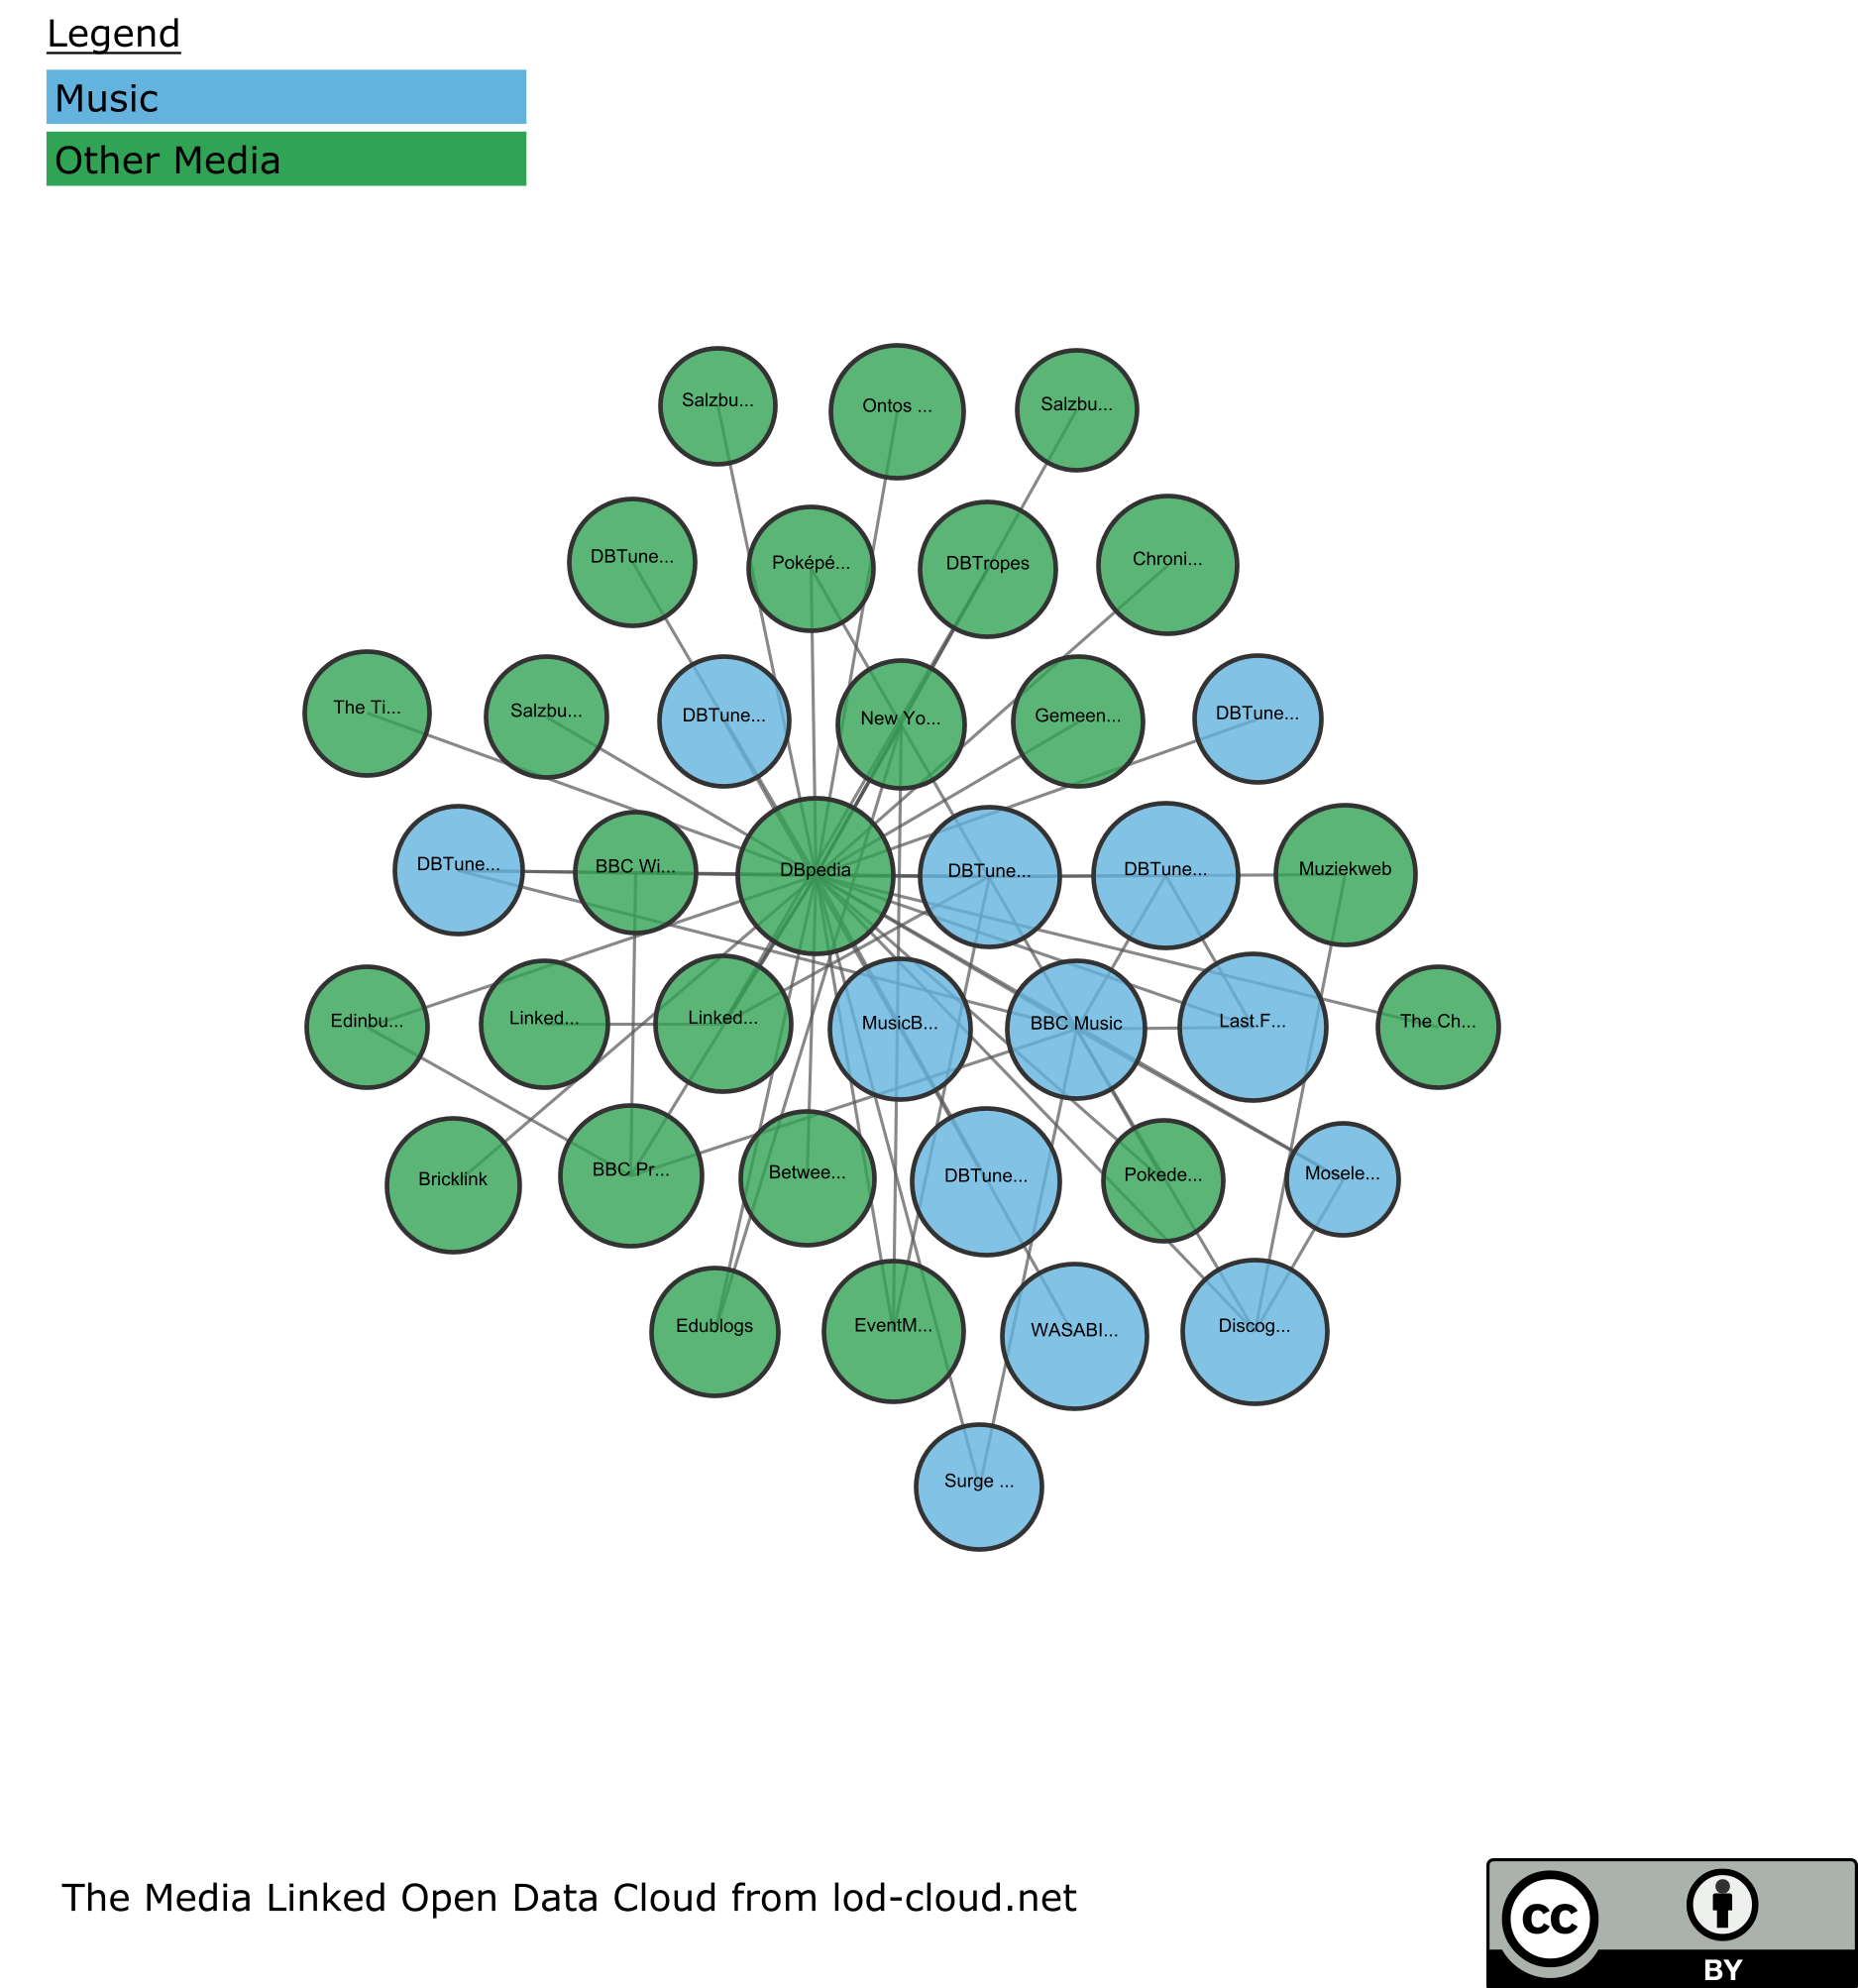 Legend
Music
Other Media
Salzbu...
Ontos ...
Salzbu...
DBTune...
Poképé...
DBTropes
Chroni...
The Ti...
Salzbu...
DBTune...
New Yo...
Gemeen...
DBTune...
DBTune...
BBC Wi...
DBpedia
DBTune...
DBTune...
Muziekweb
Edinbu...
Linked...
Linked...
MusicB...
BBC Music
Last.F...
The Ch...
Bricklink
BBC Pr...
Betwee...
DBTune...
Pokede...
Mosele...
Edublogs
EventM...
WASABI...
Discog...
Surge ...
The Media Linked Open Data Cloud from lod-cloud.net
cc
BY